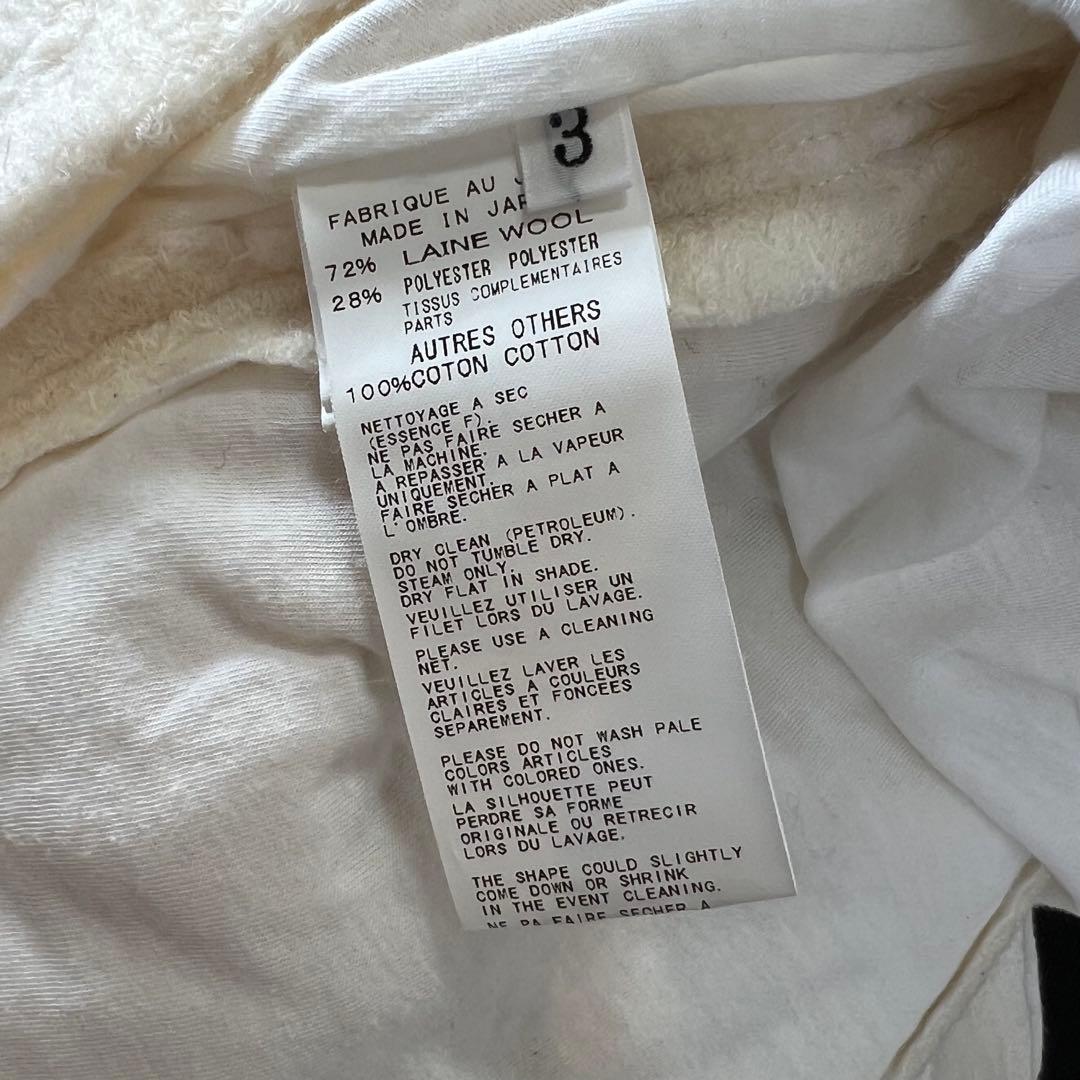 3
FABRIQUE AU J
MADE IN JAP
72% LAINE WOOL
28% POLYESTER POLYESTER
TISSUS COMPLEMENTAIRES
PARTS
AUTRES OTHERS
100%COTON COTTON
NETTOYAGE A SEC
(ESSENCE F).
NE PAS FAIRE SECHER A
LA MACHINE.
A REPASSER A LA VAPEUR
UNIQUEMENT.
FAIRE SECHER A PLAT A
L'OMBRE.
DRY CLEAN (PETROLEUM).
DO NOT TUMBLE DRY.
STEAM ONLY.
DRY FLAT IN SHADE.
VEUILLEZ UTILISER UN
FILET LORS DU LAVAGE.
PLEASE USE A CLEANING
NET.
VEUILLEZ LAVER LES
ARTICLES A COULEURS
CLAIRES ET FONCEES
SEPAREMENT.
PLEASE DO NOT WASH PALE
COLORS ARTICLES
WITH COLORED ONES.
LA SILHOUETTE PEUT
PERDRE SA FORME
ORIGINALE OU RETRECIR
LORS DU LAVAGE.
THE SHAPE COULD SLIGHTLY
COME DOWN OR SHRINK
IN THE EVENT CLEANING.
NE PA FAIRE SECHER A